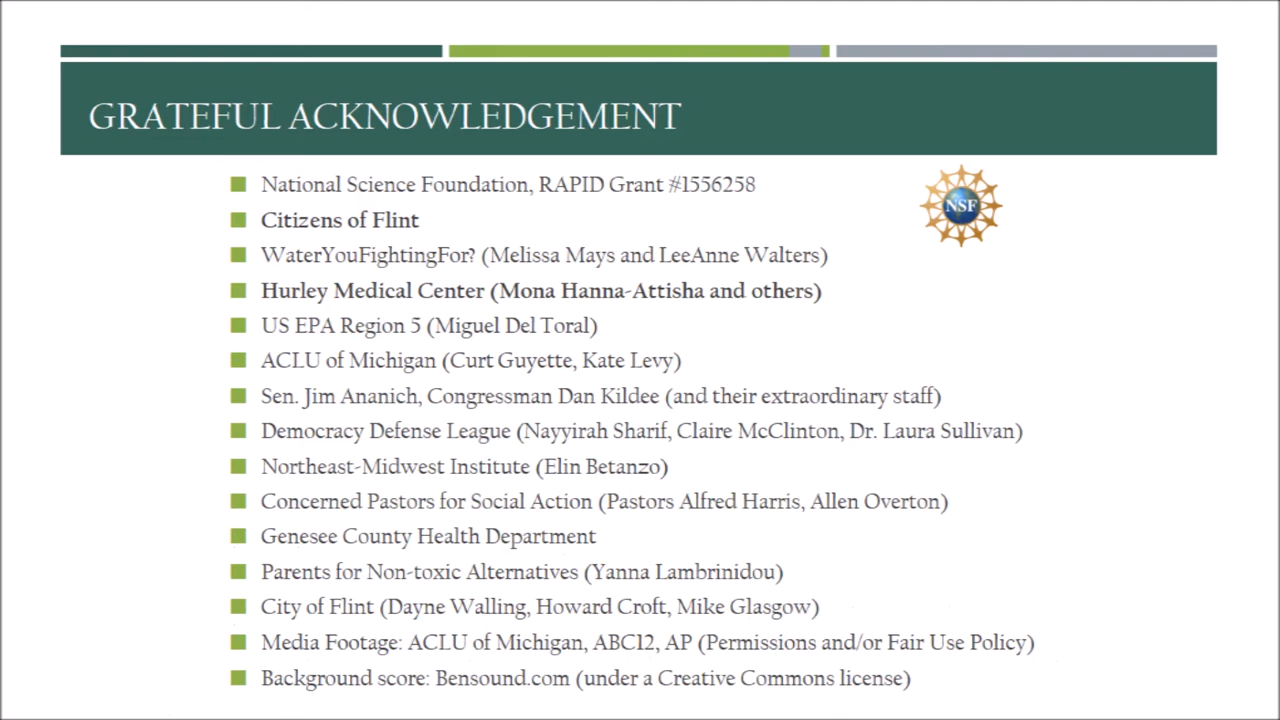 GRATEFUL ACKNOWLEDGEMENT
National Science Foundation, RAPID Grant #1556258
NSF
Citizens of Flint
WaterYouFightingFor? (Melissa Mays and LeeAnne Walters)
Hurley Medical Center (Mona Hanna-Attisha and others)
US EPA Region 5 (Miguel Del Toral)
ACLU of Michigan (Curt Guyette, Kate Levy)
Sen. Jim Ananich, Congressman Dan Kildee (and their extraordinary staff)
Democracy Defense League (Nayyirah Sharif, Claire McClinton, Dr. Laura Sullivan)
Northeast-Midwest Institute (Elin Betanzo)
Concerned Pastors for Social Action (Pastors Alfred Harris, Allen Overton)
Genesee County Health Department
Parents for Non-toxic Alternatives (Yanna Lambrinidou)
City of Flint (Dayne Walling, Howard Croft, Mike Glasgow)
Media Footage: ACLU of Michigan, ABC12, AP (Permissions and/or Fair Use Policy)
Background score: Bensound.com (under a Creative Commons license)